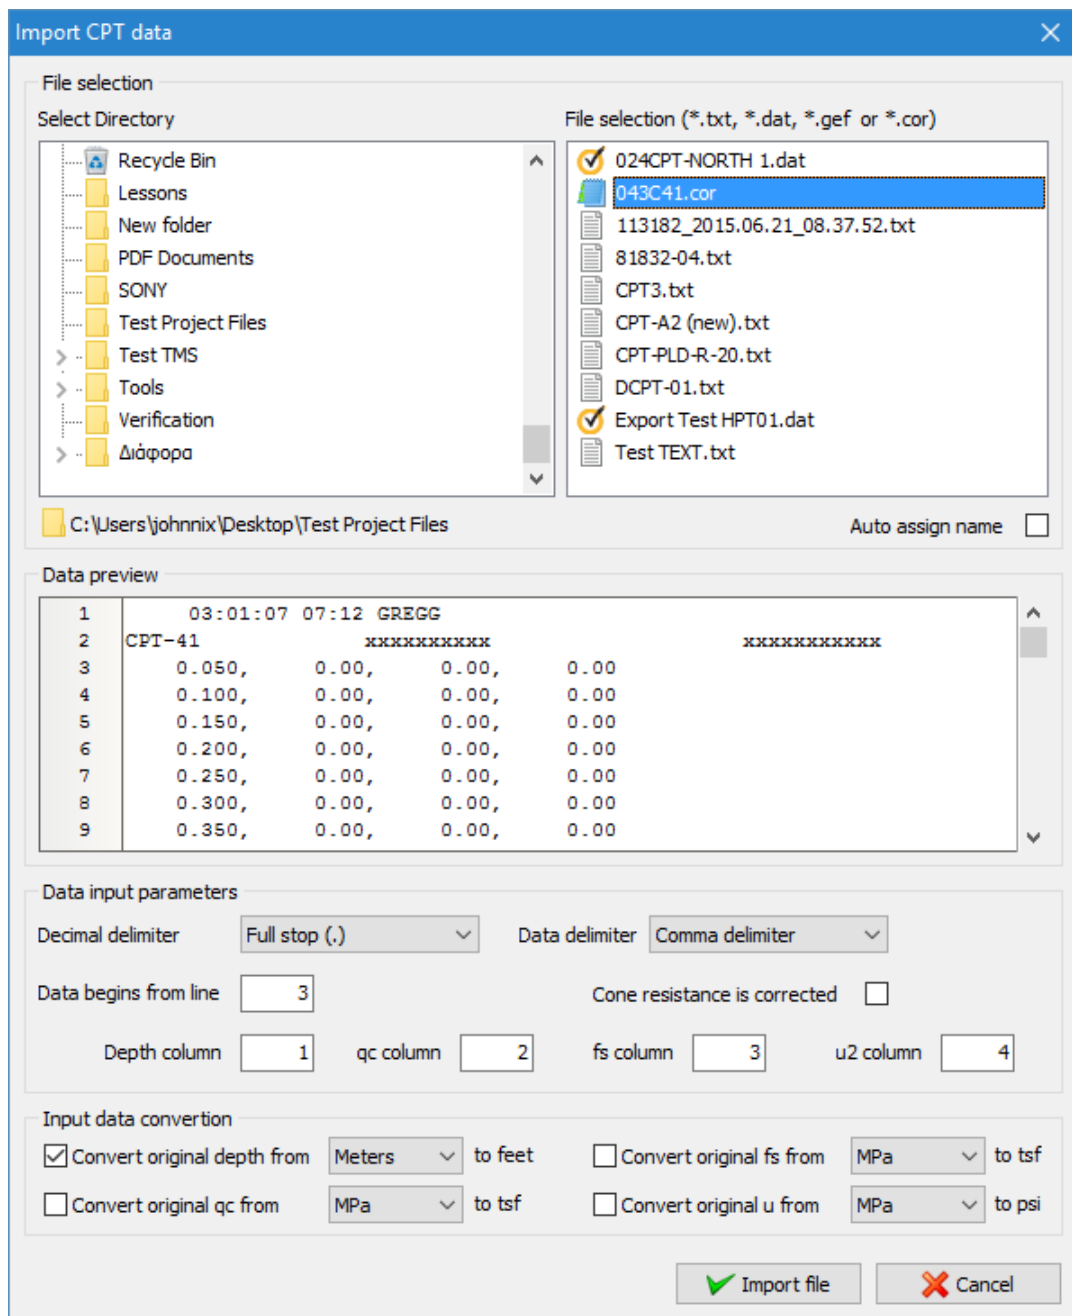 Import CPT data
File selection
Select Directory
File selection (*.txt, *.dat, *.gef or *.cor)
Recycle Bin
Lessons
New folder
PDF Documents
SONY
Test Project Files
Test TMS
Tools
Verification
Διάφορα
024CPT-NORTH 1.dat
043C41.cor
113182_2015.06.21_08.37.52.txt
81832-04.txt
CPT3.txt
CPT-A2 (new).txt
CPT-PLD-R-20.txt
DCPT-01.txt
Export Test HPT01.dat
Test TEXT.txt
C:\Users\johnnix\Desktop\Test Project Files
Auto assign name
Data preview
1 03:01:07 07:12 GREGG
2 CPT-41 xxxxxxxxxx xxxxxxxxxxx
3 0.050, 0.00, 0.00, 0.00
4 0.100, 0.00, 0.00, 0.00
5 0.150, 0.00, 0.00, 0.00
6 0.200, 0.00, 0.00, 0.00
7 0.250, 0.00, 0.00, 0.00
8 0.300, 0.00, 0.00, 0.00
9 0.350, 0.00, 0.00, 0.00
Data input parameters
Decimal delimiter Full stop (.) Data delimiter Comma delimiter
Data begins from line 3 Cone resistance is corrected
Depth column 1 qc column 2 fs column 3 u2 column 4
Input data convertion
Convert original depth from Meters to feet Convert original fs from MPa to tsf
Convert original qc from MPa to tsf Convert original u from MPa to psi
Import file Cancel